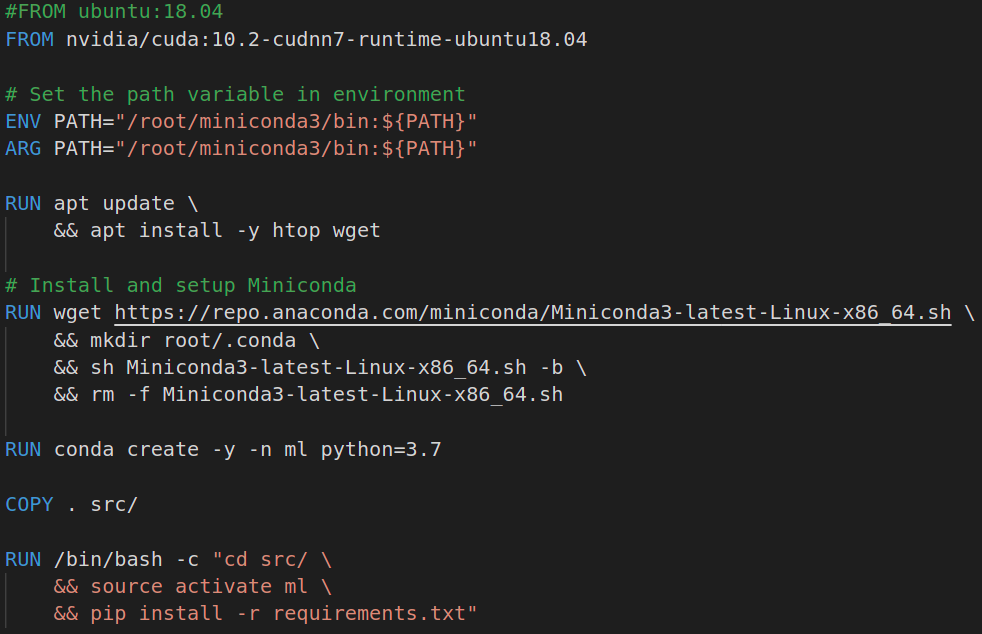 #FROM ubuntu:18.04
FROM nvidia/cuda:10.2-cudnn7-runtime-ubuntu18.04
# Set the path variable in environment
ENV PATH="/root/miniconda3/bin:${PATH}"
ARG PATH="/root/miniconda3/bin:${PATH}"
RUN apt update \
    && apt install -y htop wget
# Install and setup Miniconda
RUN wget https://repo.anaconda.com/miniconda/Miniconda3-latest-Linux-x86_64.sh \
    && mkdir root/.conda \
    && sh Miniconda3-latest-Linux-x86_64.sh -b \
    && rm -f Miniconda3-latest-Linux-x86_64.sh
RUN conda create -y -n ml python=3.7
COPY . src/
RUN /bin/bash -c "cd src/ \
    && source activate ml \
    && pip install -r requirements.txt"